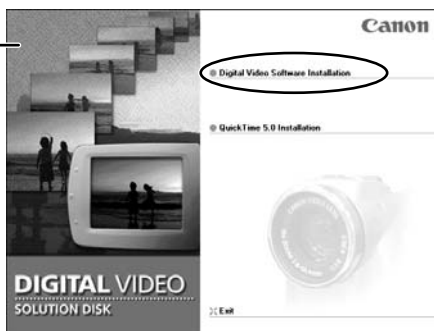 Canon
Digital Video Software Installation
QuickTime 5.0 Installation
DIGITAL VIDEO
SOLUTION DISK
Exit